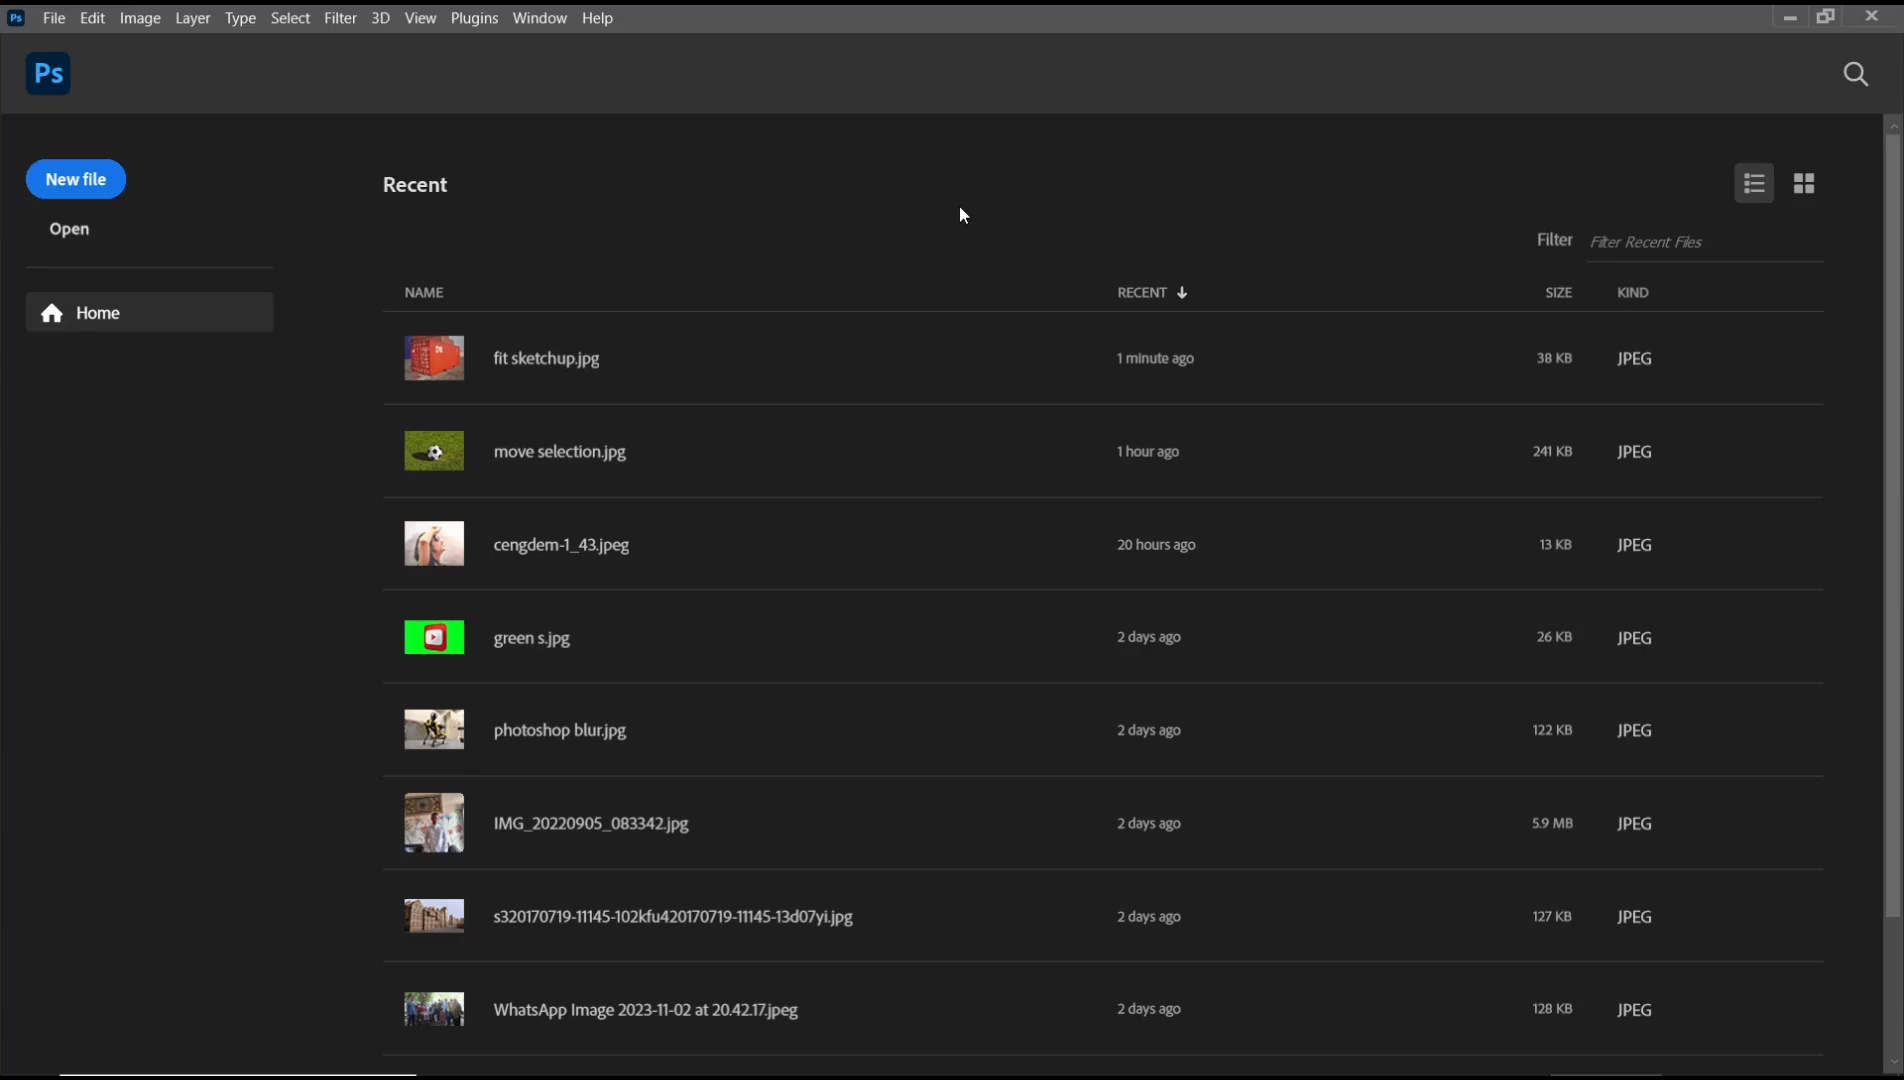 Ps File Edit Image Layer Type Select Filter 3D View Plugins Window Help
Ps
New file
Open
Home
Recent
Filter Filter Recent Files
NAME RECENT SIZE KIND
fit sketchup.jpg 1 minute ago 38 KB JPEG
move selection.jpg 1 hour ago 241 KB JPEG
cengdem-1_43.jpeg 20 hours ago 13 KB JPEG
green s.jpg 2 days ago 26 KB JPEG
photoshop blur.jpg 2 days ago 122 KB JPEG
IMG_20220905_083342.jpg 2 days ago 5.9 MB JPEG
s320170719-11145-102kfu420170719-11145-13d07yi.jpg 2 days ago 127 KB JPEG
WhatsApp Image 2023-11-02 at 20.42.17.jpeg 2 days ago 128 KB JPEG